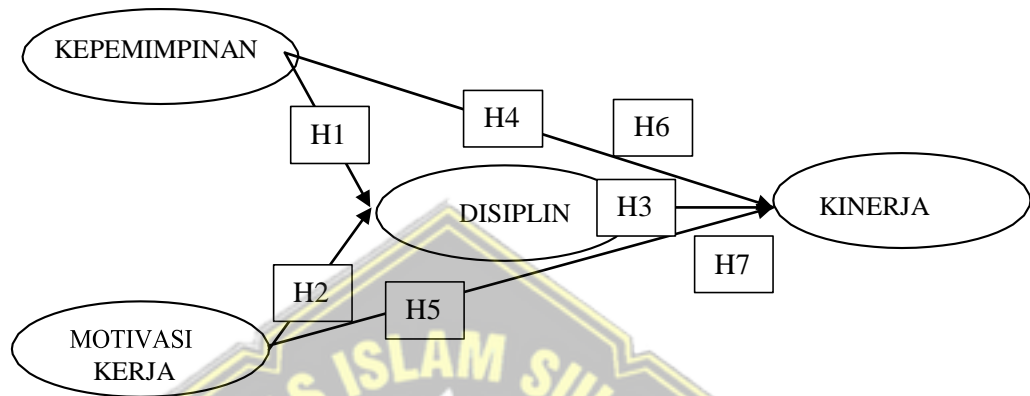 KEPEMIMPINAN
H4
H6
H1
DISIPLIN
H3
KINERJA
H7
H2
H5
MOTIVASI
KERJA
S ISLAM SU